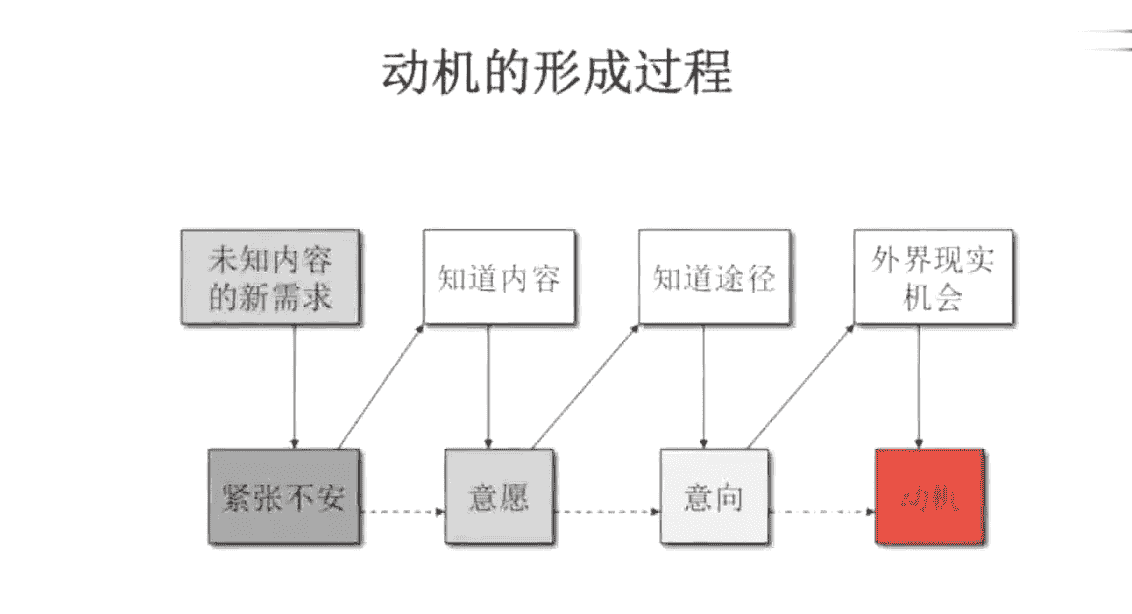 动机的形成过程
未知内容
的新需求
知道内容
知道途径
外界现实
机会
紧张不安
意愿
意向
动机